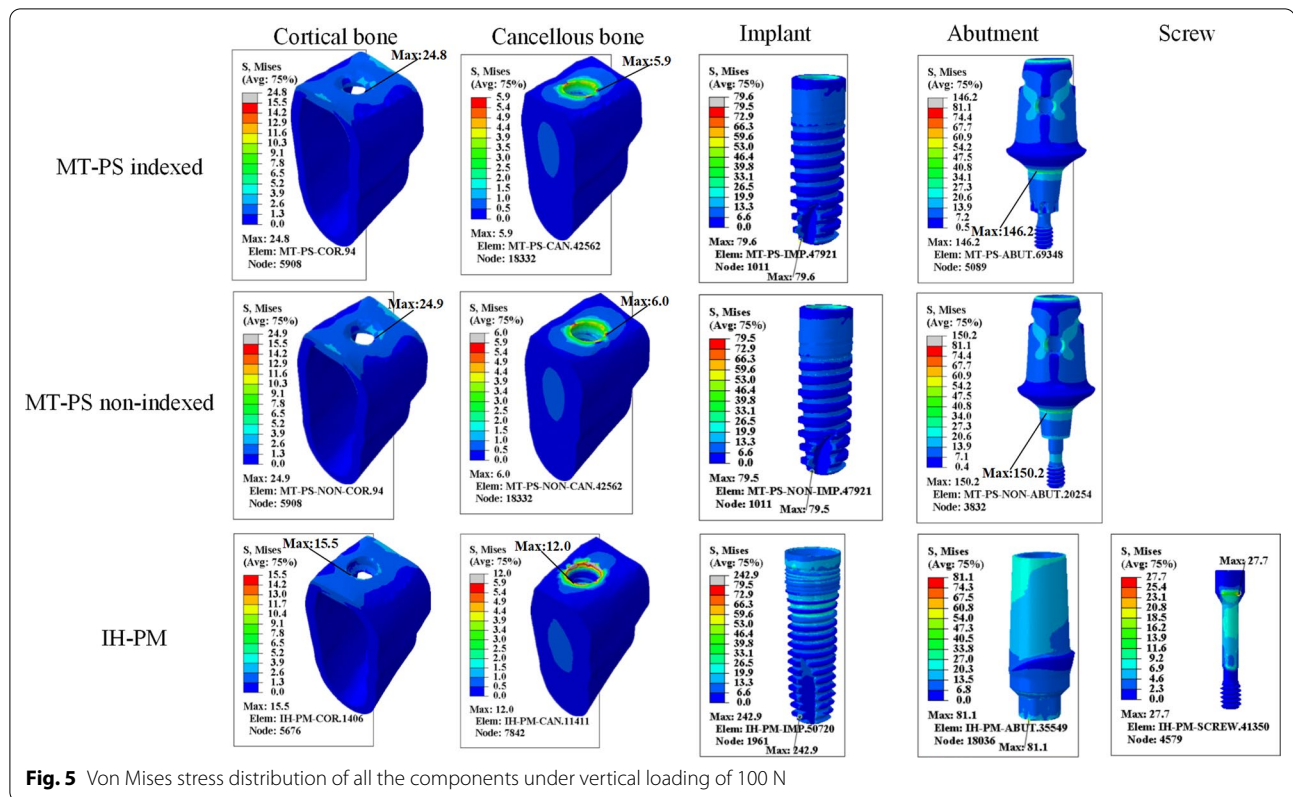 Cortical bone
Cancellous bone
Implant
Abutment
Screw
MT-PS indexed
S, Mises
(Avg: 75%)
24.8
15.5
14.2
12.9
11.6
10.3
9.1
7.8
6.5
5.2
3.9
2.6
1.3
0.0
Max: 24.8
Elem: MT-PS-COR.94
Node: 5908
Max:24.8
S, Mises
(Avg: 75%)
5.9
5.4
4.9
4.4
3.9
3.5
3.0
2.5
2.0
1.5
1.0
0.5
0.0
Max: 5.9
Elem: MT-PS-CAN.42562
Node: 18332
Max:5.9
S, Mises
(Avg: 75%)
79.6
79.5
72.9
66.3
59.6
53.0
46.4
39.8
33.1
26.5
19.9
13.3
6.6
0.0
Max: 79.6
Elem: MT-PS-IMP.47921
Node: 1011
Max: 79.6
S, Mises
(Avg: 75%)
146.2
81.1
74.4
67.7
60.9
54.2
47.5
40.8
34.1
27.3
20.6
13.9
7.2
0.5
Max: 146.2
Elem: MT-PS-ABUT.69348
Node: 5089
Max:146.2
MT-PS non-indexed
S, Mises
(Avg: 75%)
24.9
15.5
14.2
12.9
11.6
10.3
9.1
7.8
6.5
5.2
3.9
2.6
1.3
0.0
Max: 24.9
Elem: MT-PS-NON-COR.94
Node: 5908
Max:24.9
S, Mises
(Avg: 75%)
6.0
5.9
5.4
4.9
4.4
3.9
3.4
3.0
2.5
2.0
1.5
1.0
0.5
0.0
Max: 6.0
Elem: MT-PS-NON-CAN.42562
Node: 18332
Max:6.0
S, Mises
(Avg: 75%)
79.5
72.9
66.3
59.6
53.0
46.4
39.8
33.1
26.5
19.9
13.3
6.6
0.0
Max: 79.5
Elem: MT-PS-NON-IMP.47921
Node: 1011
Max: 79.5
S, Mises
(Avg: 75%)
150.2
81.1
74.4
67.7
60.9
54.2
47.5
40.8
34.0
27.3
20.6
13.9
7.1
0.4
Max: 150.2
Elem: MT-PS-NON-ABUT.20254
Node: 3832
Max:150.2
IH-PM
S, Mises
(Avg: 75%)
15.5
14.2
13.0
11.7
10.4
9.1
7.8
6.5
5.2
3.9
2.6
1.3
0.0
Max: 15.5
Elem: IH-PM-COR.1406
Node: 5676
Max:15.5
S, Mises
(Avg: 75%)
12.0
5.9
5.4
4.9
4.4
3.9
3.4
3.0
2.5
2.0
1.5
1.0
0.5
0.0
Max: 12.0
Elem: IH-PM-CAN.11411
Node: 7842
Max:12.0
S, Mises
(Avg: 75%)
242.9
79.5
72.9
66.3
59.6
53.0
46.4
39.8
33.1
26.5
19.9
13.3
6.6
0.0
Max: 242.9
Elem: IH-PM-IMP.50720
Node: 1961
Max: 242.9
S, Mises
(Avg: 75%)
81.1
74.3
67.6
60.8
54.0
47.3
40.5
33.8
27.0
20.3
13.5
6.8
0.0
Max: 81.1
Elem: IH-PM-ABUT.35549
Node: 18036
Max: 81.1
S, Mises
(Avg: 75%)
27.7
25.4
23.1
20.8
18.5
16.2
13.9
11.6
9.2
6.9
4.6
2.3
0.0
Max: 27.7
Elem: IH-PM-SCREW.41350
Node: 4579
Max: 27.7
Fig. 5 Von Mises stress distribution of all the components under vertical loading of 100 N